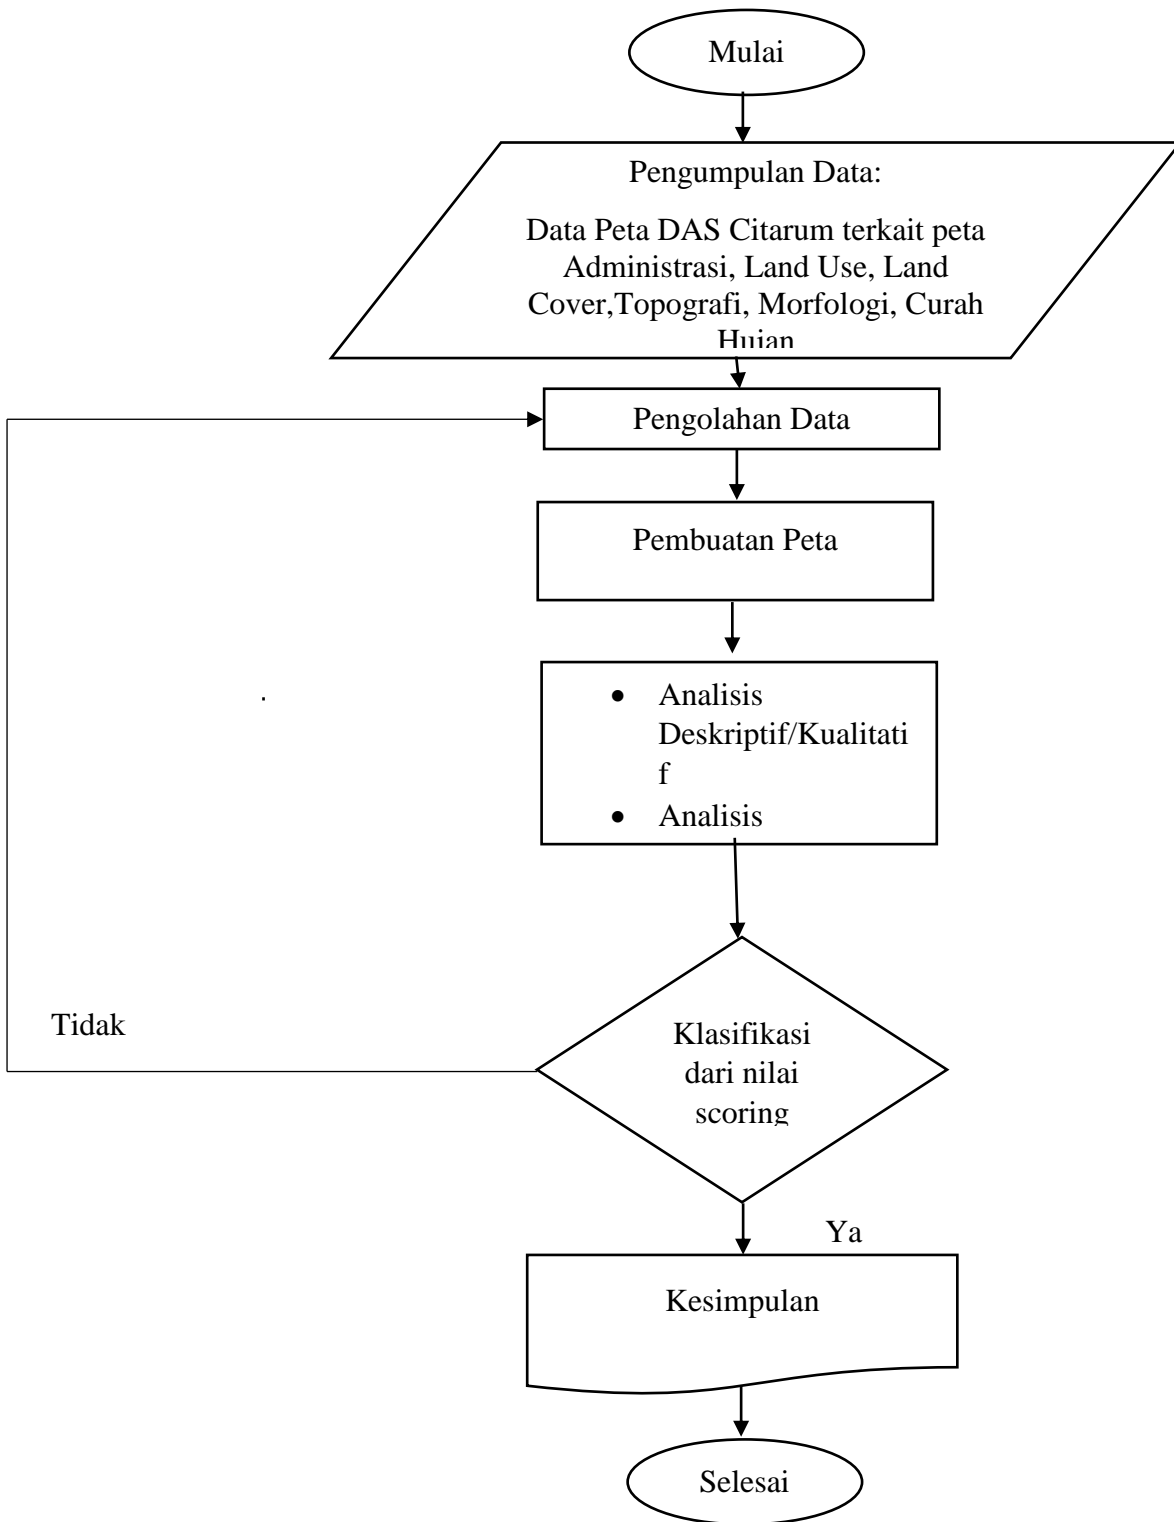 Mulai
Pengumpulan Data:
Data Peta DAS Citarum terkait peta
Administrasi, Land Use, Land
Cover,Topografi, Morfologi, Curah
Hujan
Pengolahan Data
Pembuatan Peta
• Analisis
Deskriptif/Kualitati
f
• Analisis
Tidak
Klasifikasi
dari nilai
scoring
Ya
Kesimpulan
Selesai